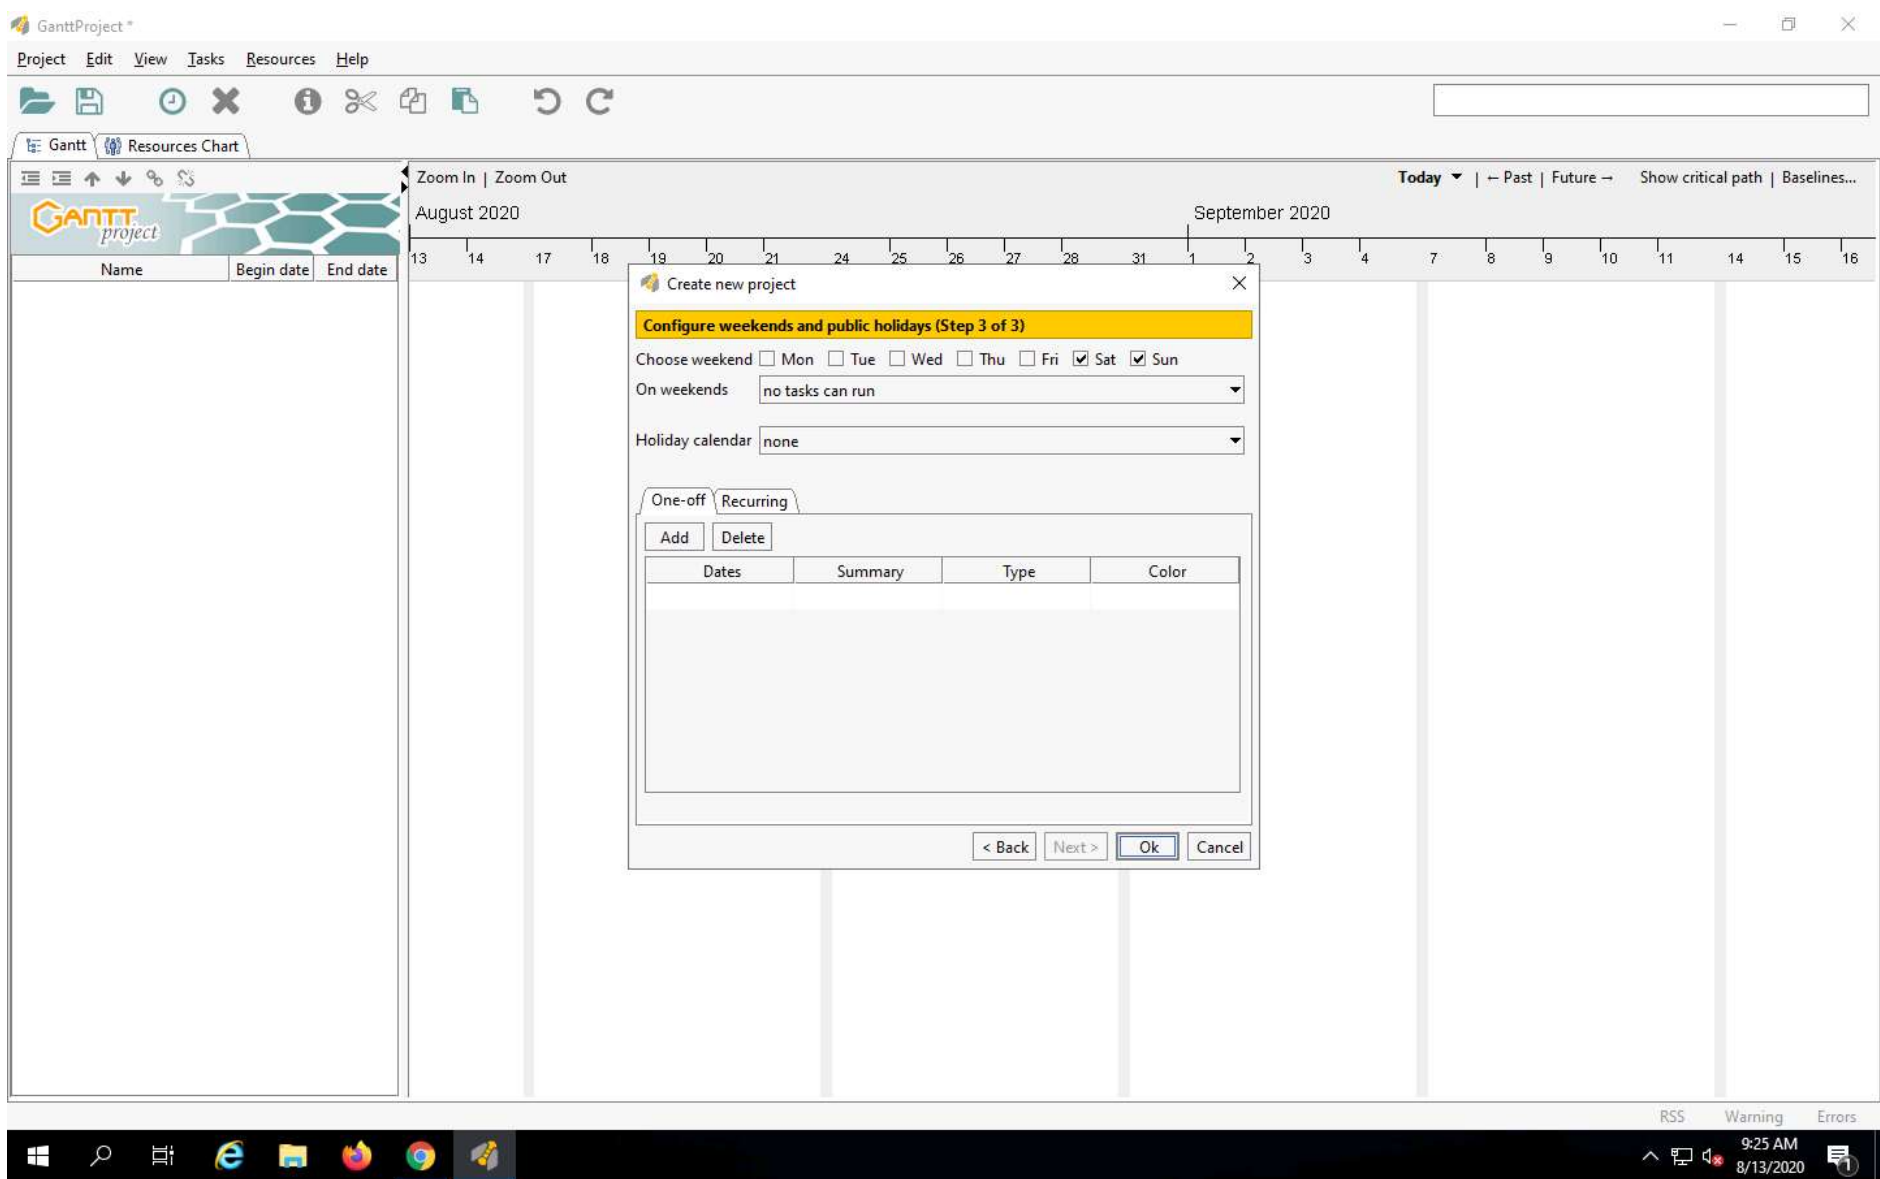 GanttProject *
Project Edit View Tasks Resources Help
Gantt Resources Chart
Zoom In | Zoom Out Today | ← Past | Future → Show critical path | Baselines...
August 2020 September 2020
GANTT project
13 14 17 18 19 20 21 24 25 26 27 28 31 1 2 3 4 7 8 9 10 11 14 15 16
Name Begin date End date
Create new project
Configure weekends and public holidays (Step 3 of 3)
Choose weekend Mon Tue Wed Thu Fri Sat Sun
On weekends no tasks can run
Holiday calendar none
One-off Recurring
Add Delete
Dates Summary Type Color
< Back Next > Ok Cancel
RSS Warning Errors
9:25 AM
8/13/2020
1